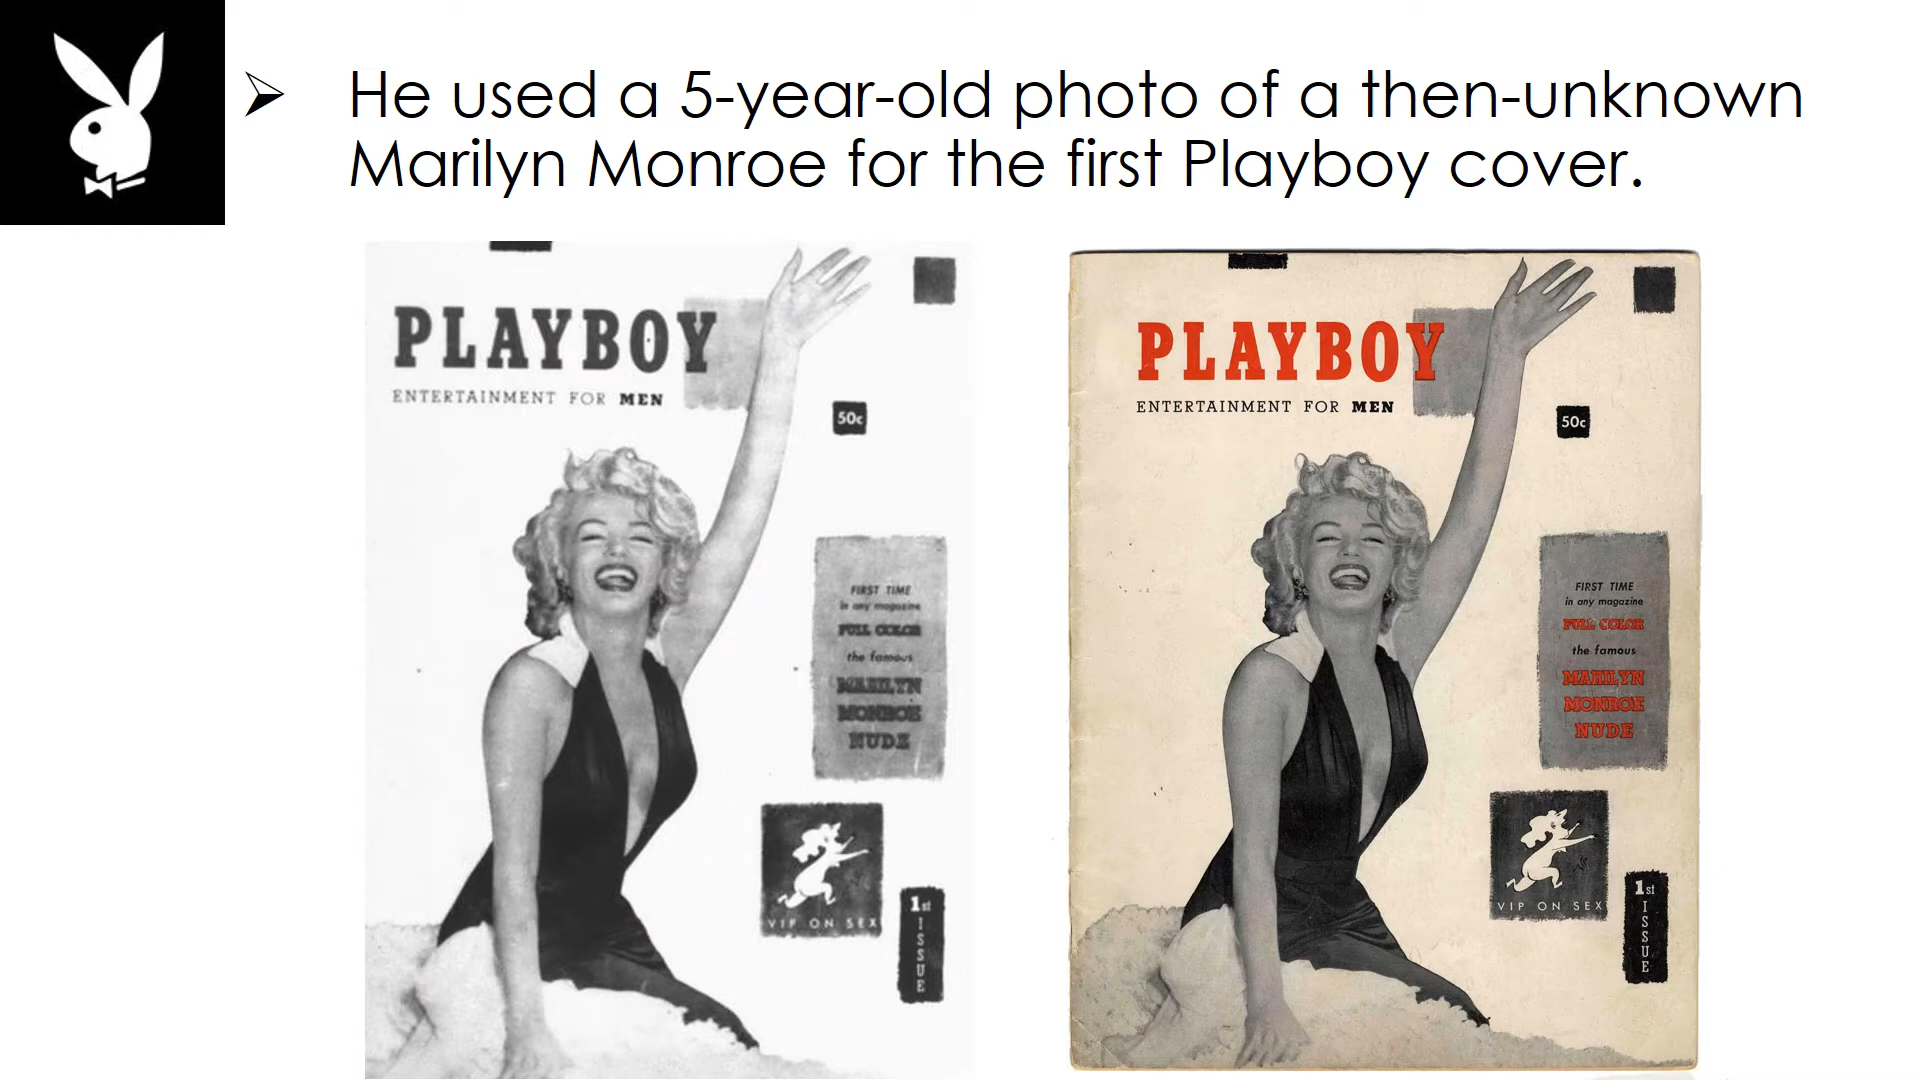 He used a 5-year-old photo of a then-unknown
Marilyn Monroe for the first Playboy cover.
PLAYBOY
ENTERTAINMENT FOR MEN
50c
FIRST TIME
in any magazine
FULL COLOR
the famous
MARILYN
MONROE
NUDE
VIP ON SEX
1st
ISSUE
PLAYBOY
ENTERTAINMENT FOR MEN
50c
FIRST TIME
in any magazine
FULL COLOR
the famous
MARILYN
MONROE
NUDE
VIP ON SEX
1st
ISSUE